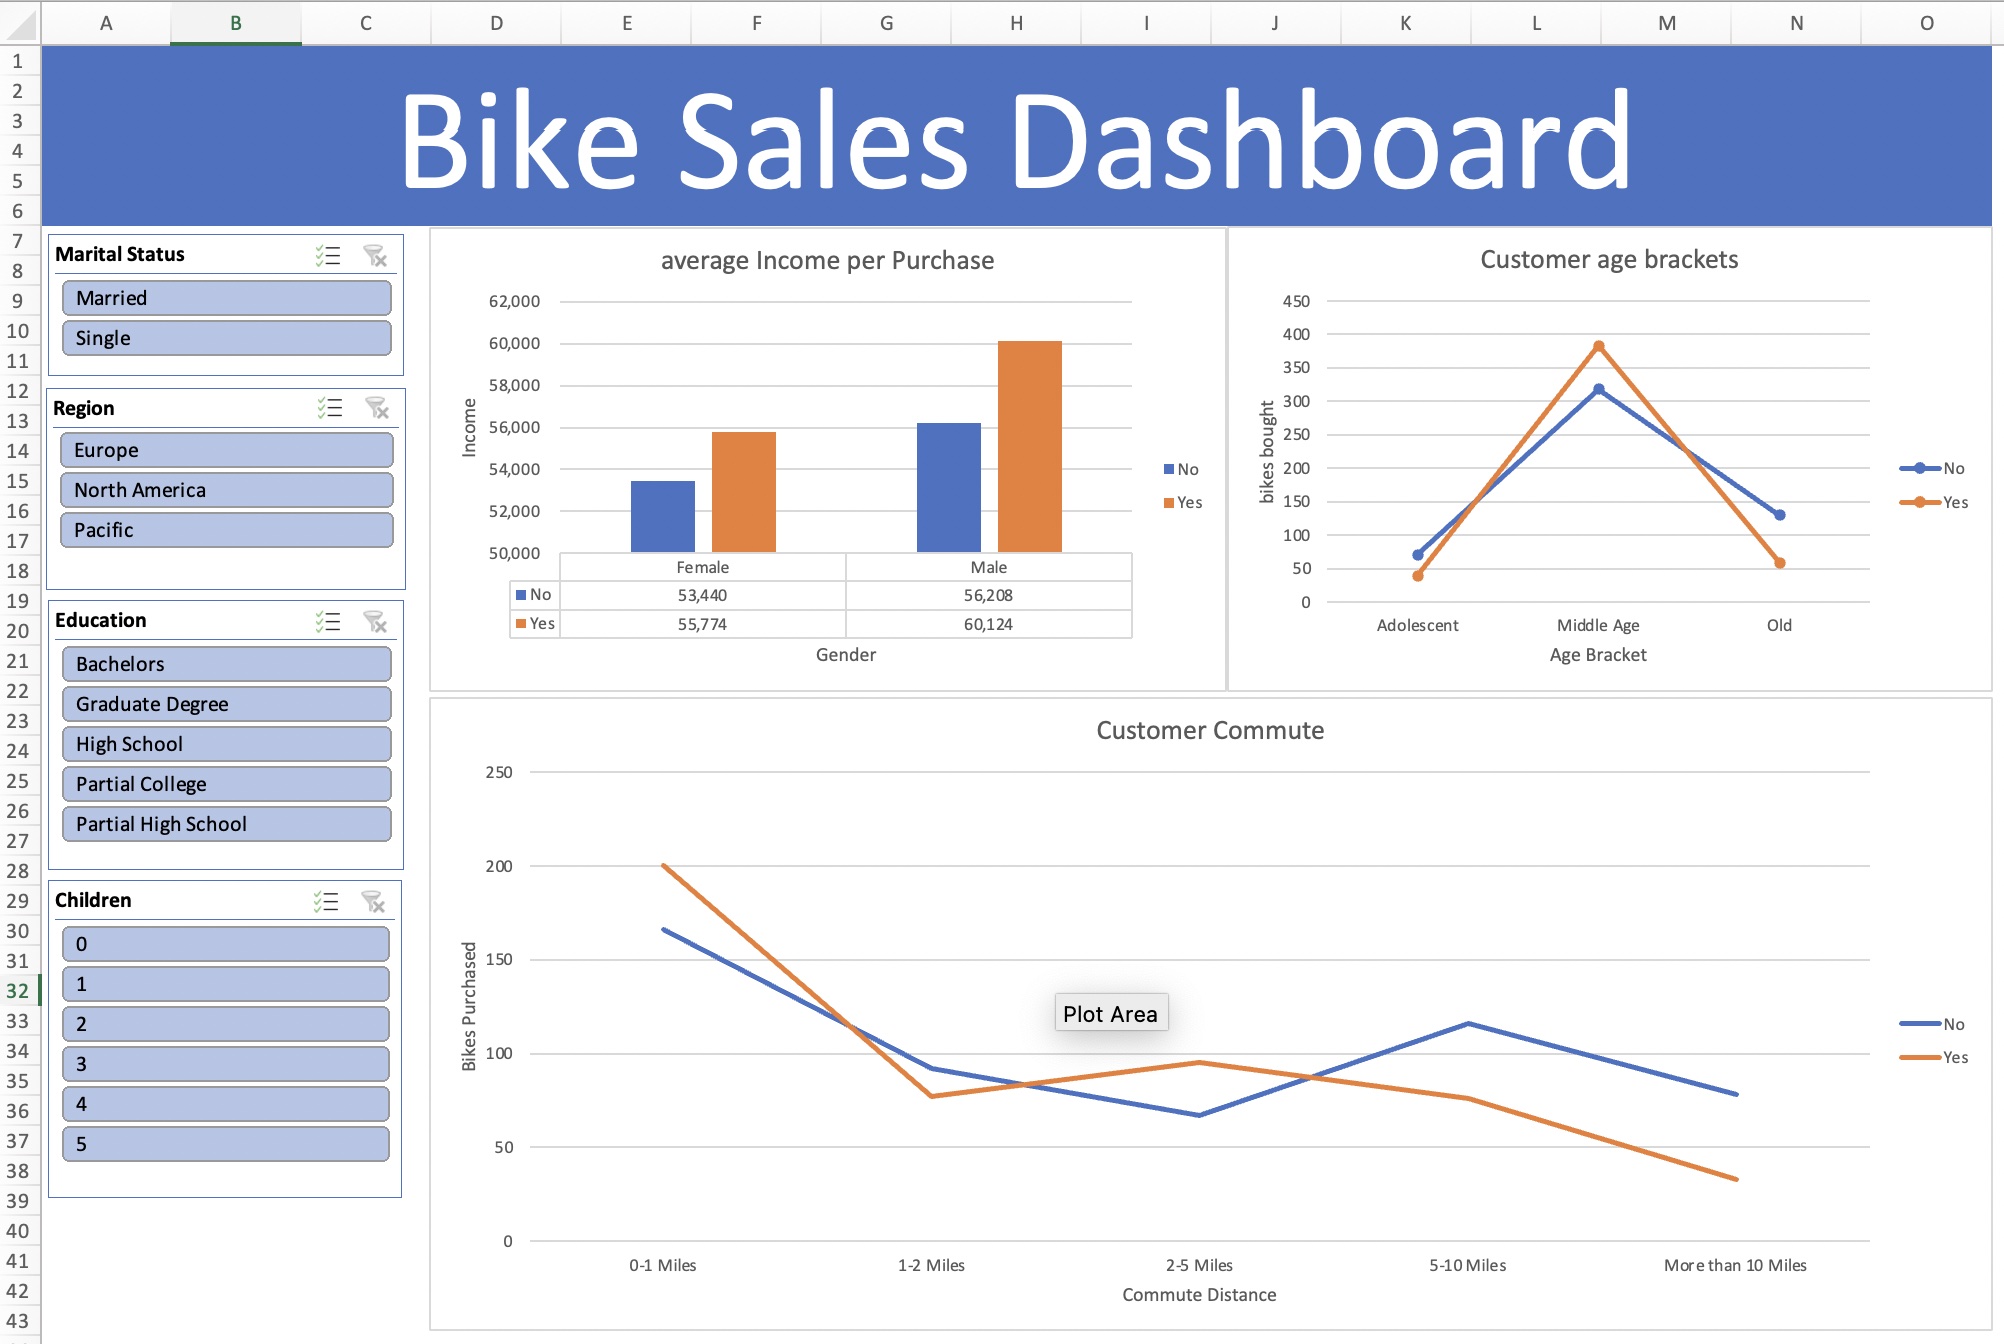 A B C D E F G H I J K L M N O
1
2
3
4
5
6
7
8
9
10
11
12
13
14
15
16
17
18
19
20
21
22
23
24
25
26
27
28
29
30
31
32
33
34
35
36
37
38
39
40
41
42
43
Bike Sales Dashboard
Marital Status
Married
Single
Region
Europe
North America
Pacific
Education
Bachelors
Graduate Degree
High School
Partial College
Partial High School
Children
0
1
2
3
4
5
average Income per Purchase
Income
62,000
60,000
58,000
56,000
54,000
52,000
50,000
Female Male
No 53,440 56,208
Yes 55,774 60,124
Gender
No
Yes
Customer age brackets
bikes bought
450
400
350
300
250
200
150
100
50
0
Adolescent Middle Age Old
Age Bracket
No
Yes
Customer Commute
Bikes Purchased
250
200
150
100
50
0
Plot Area
0-1 Miles 1-2 Miles 2-5 Miles 5-10 Miles More than 10 Miles
Commute Distance
No
Yes